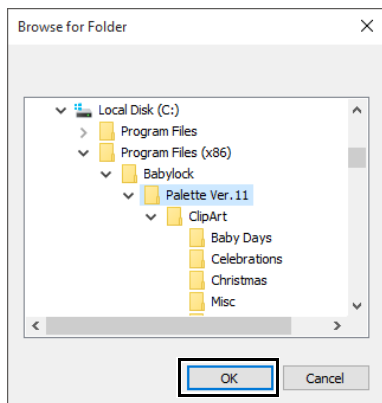 Browse for Folder
Local Disk (C:)
Program Files
Program Files (x86)
Babylock
Palette Ver.11
ClipArt
Baby Days
Celebrations
Christmas
Misc
OK Cancel